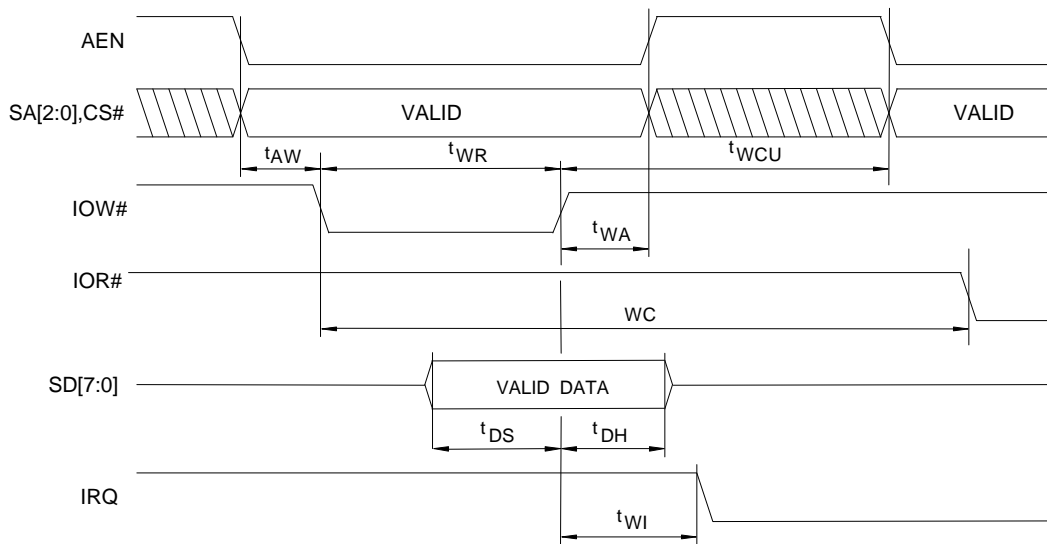 AEN
SA[2:0],CS#
VALID
VALID
tAW
tWR
tWCU
IOW#
tWA
IOR#
WC
SD[7:0]
VALID DATA
tDS
tDH
IRQ
tWI